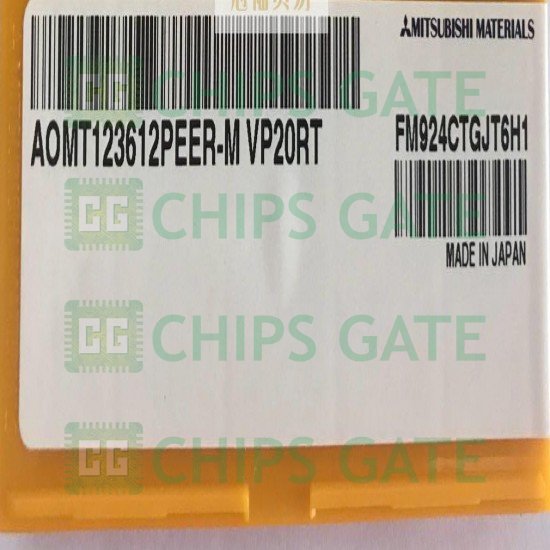 MITSUBISHI MATERIALS
AOMT123612PEER-M VP20RT
FM924CTGJT6H1
MADE IN JAPAN
CG CHIPS GATE
CG CHIPS GATE
CG CHIPS GATE
CG CHIPS GATE